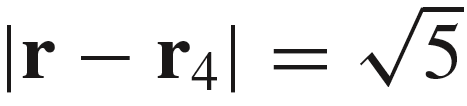 |𝐫 − 𝐫₄| = √5